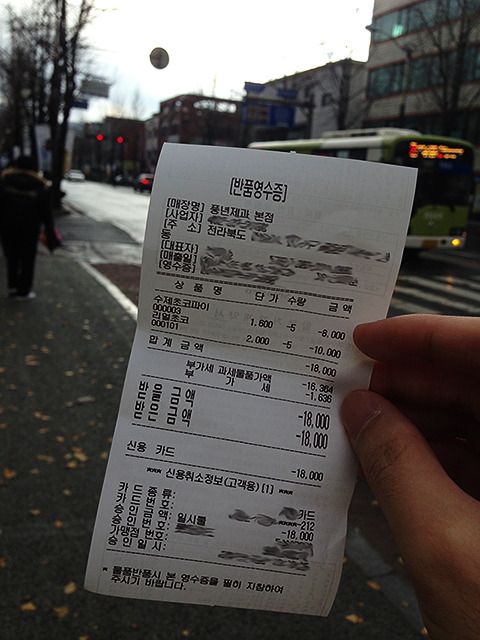 [반품영수증]
[매장명] 풍년제과 본점
[사업자]
[주 소] 전라북도
동
[대표자]
[매출일]
[영수증]
상 품 명 단 가 수량 금 액
수제초코파이
000003 1,600 -5 -8,000
리얼초코
000101 2,000 -5 -10,000
합계 금액 -18,000
부가세 과세물품가액 -16,364
부 가 세 -1,636
받을금액 -18,000
받은금액 -18,000
신용 카드 -18,000
*** 신용취소정보(고객용) [1] ***
카드 종류: 카드
카드 번호: ****-212
승인금액: 일시불 -18,000
승인 번호:
가맹점 번호:
승인 일시:
* 물품반품시 본 영수증을 필히 지참하여
주시기 바랍니다.